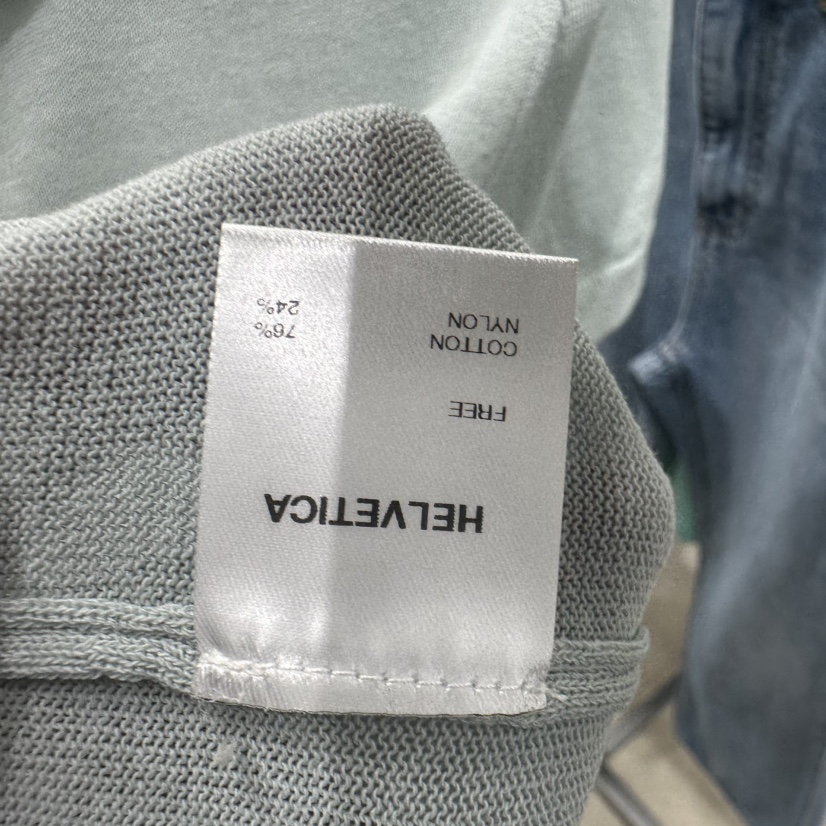 HELVETICA
FREE
COTTON 76%
NYLON 24%